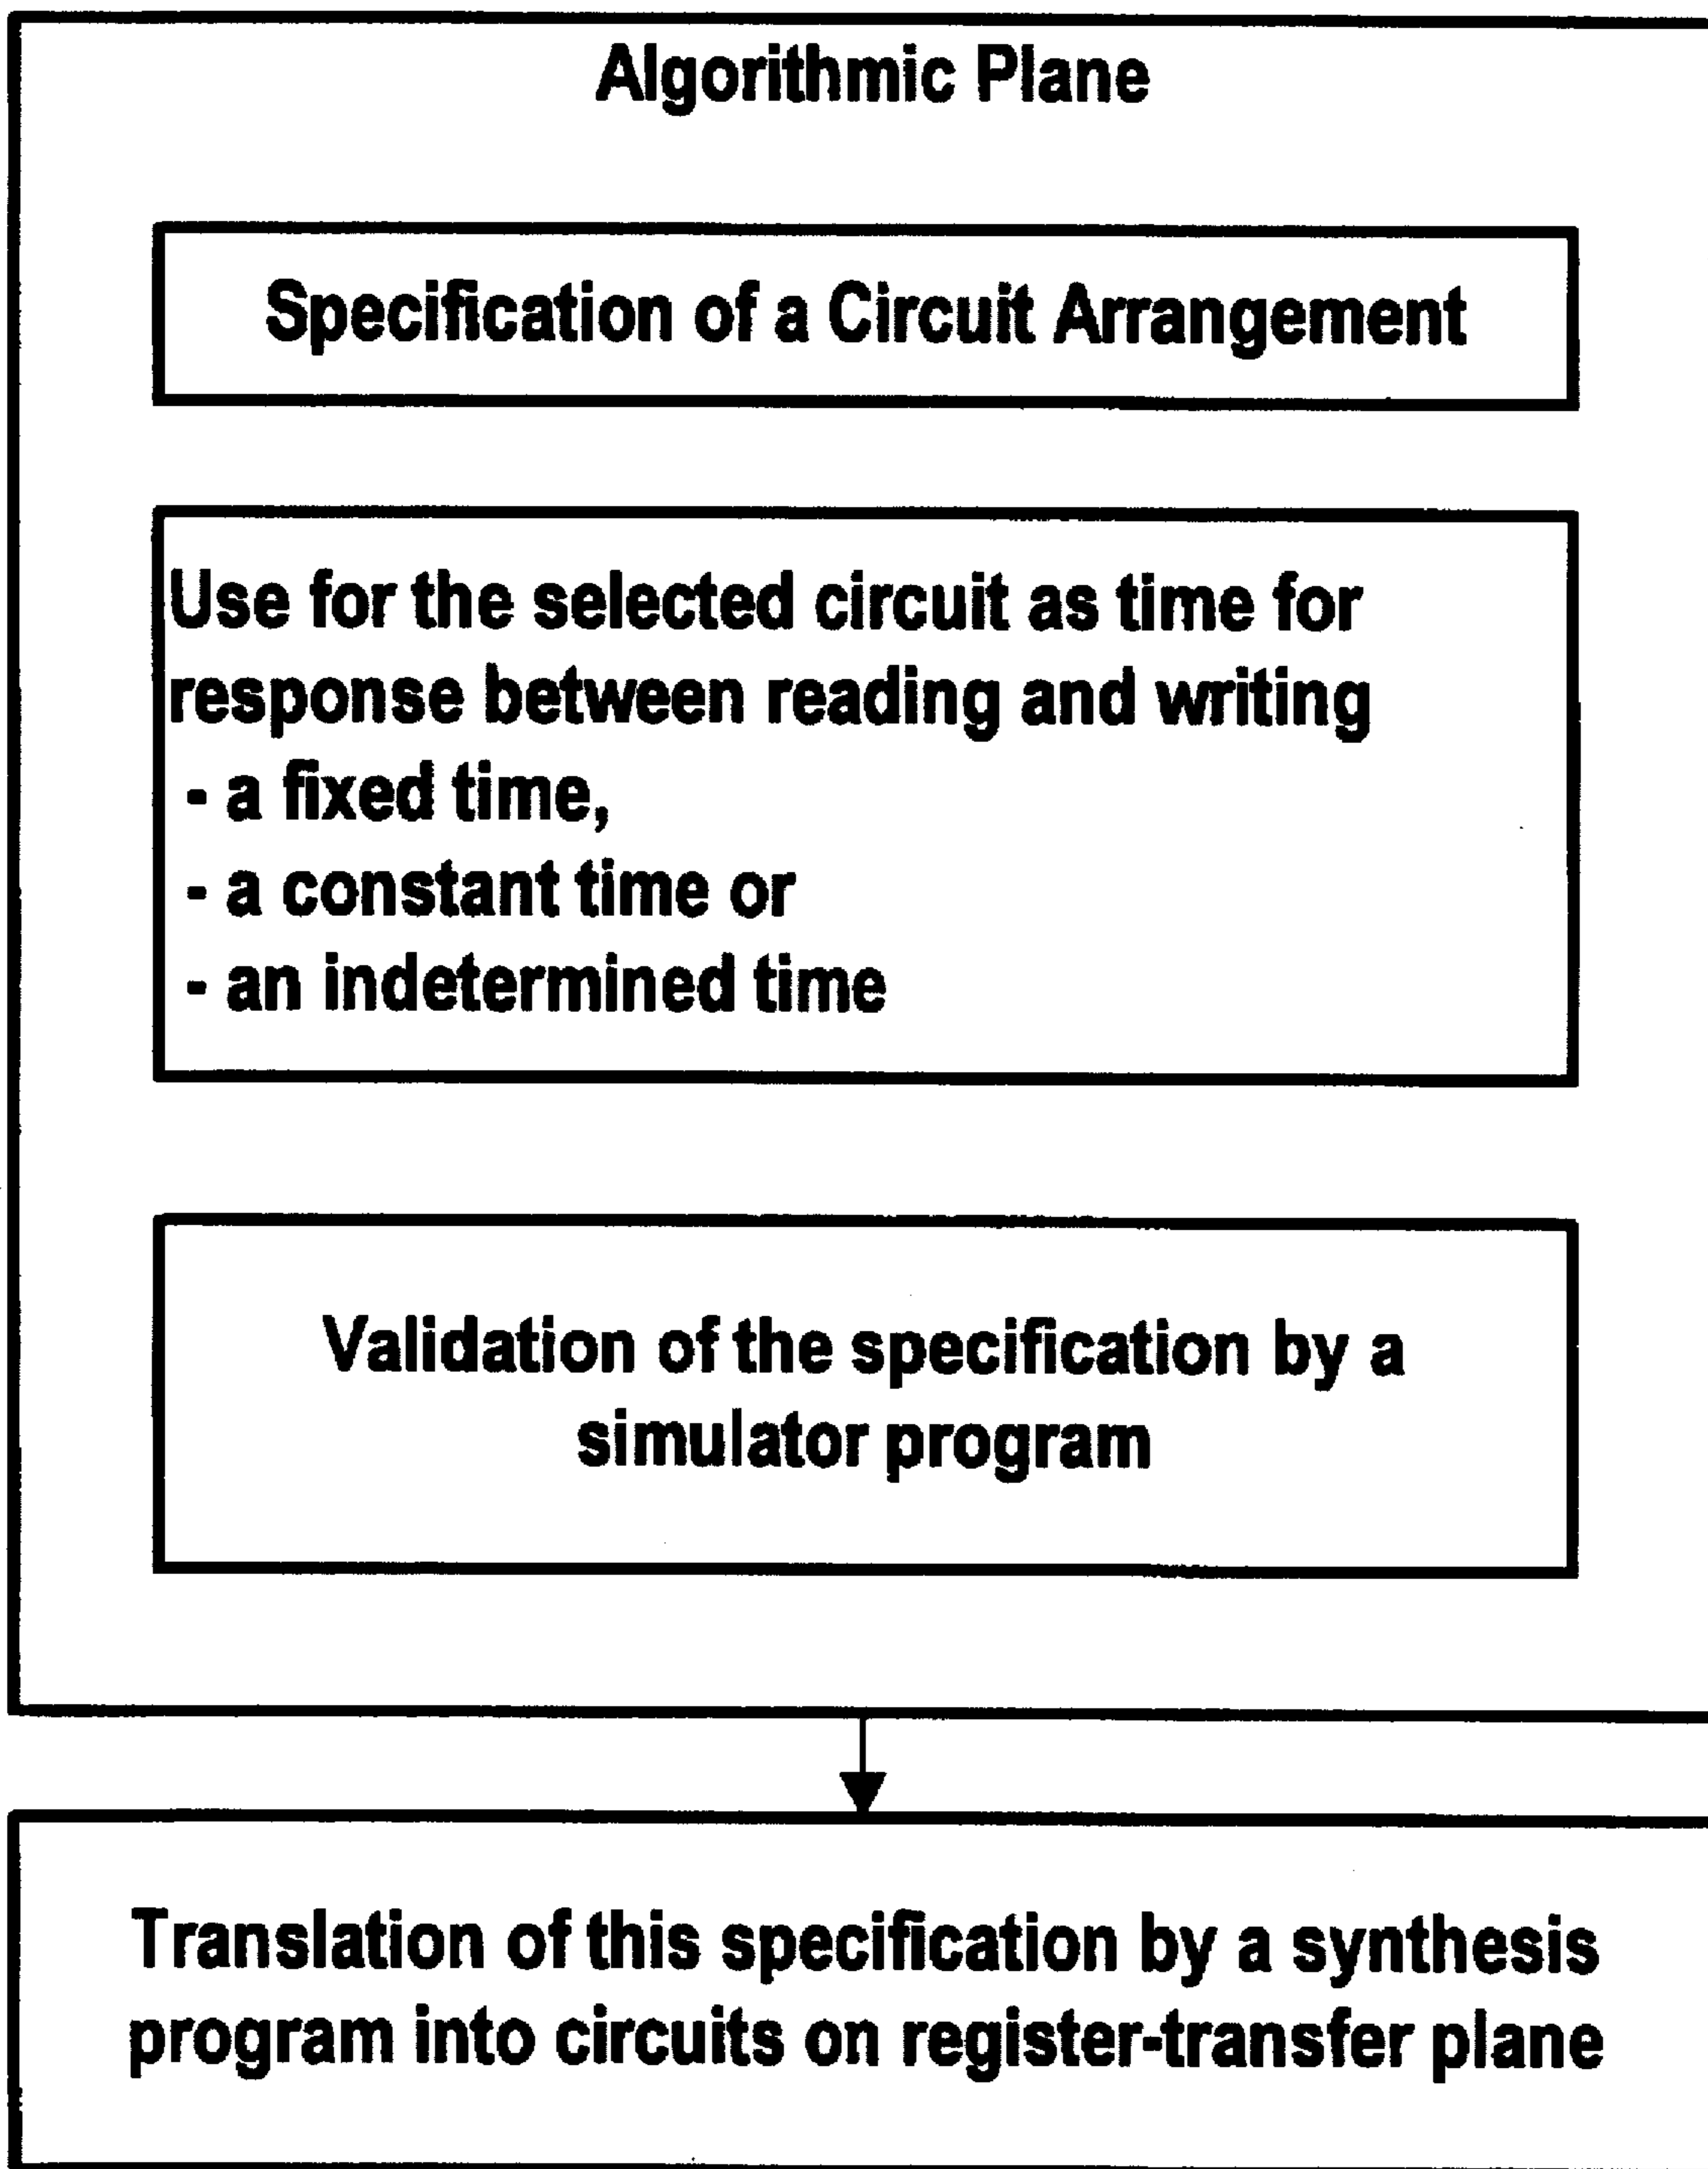 Algorithmic Plane
Specification of a Circuit Arrangement
Use for the selected circuit as time for
response between reading and writing
- a fixed time,
- a constant time or
- an indetermined time
Validation of the specification by a
simulator program
Translation of this specification by a synthesis
program into circuits on register-transfer plane